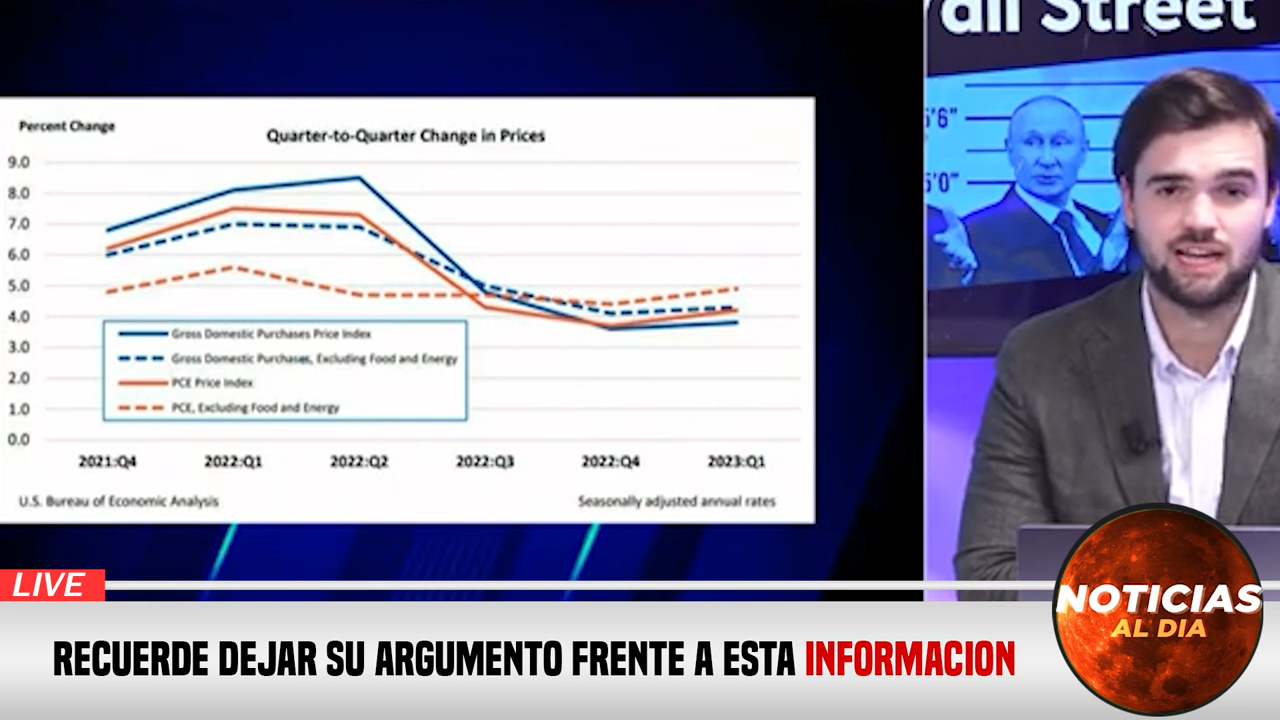 'all Street
5'6"
5'0"
Percent Change
Quarter-to-Quarter Change in Prices
9.0
8.0
7.0
6.0
5.0
4.0
3.0
2.0
1.0
0.0
Gross Domestic Purchases Price Index
Gross Domestic Purchases, Excluding Food and Energy
PCE Price Index
PCE, Excluding Food and Energy
2021:Q4 2022:Q1 2022:Q2 2022:Q3 2022:Q4 2023:Q1
U.S. Bureau of Economic Analysis Seasonally adjusted annual rates
LIVE
RECUERDE DEJAR SU ARGUMENTO FRENTE A ESTA INFORMACION
NOTICIAS
AL DIA